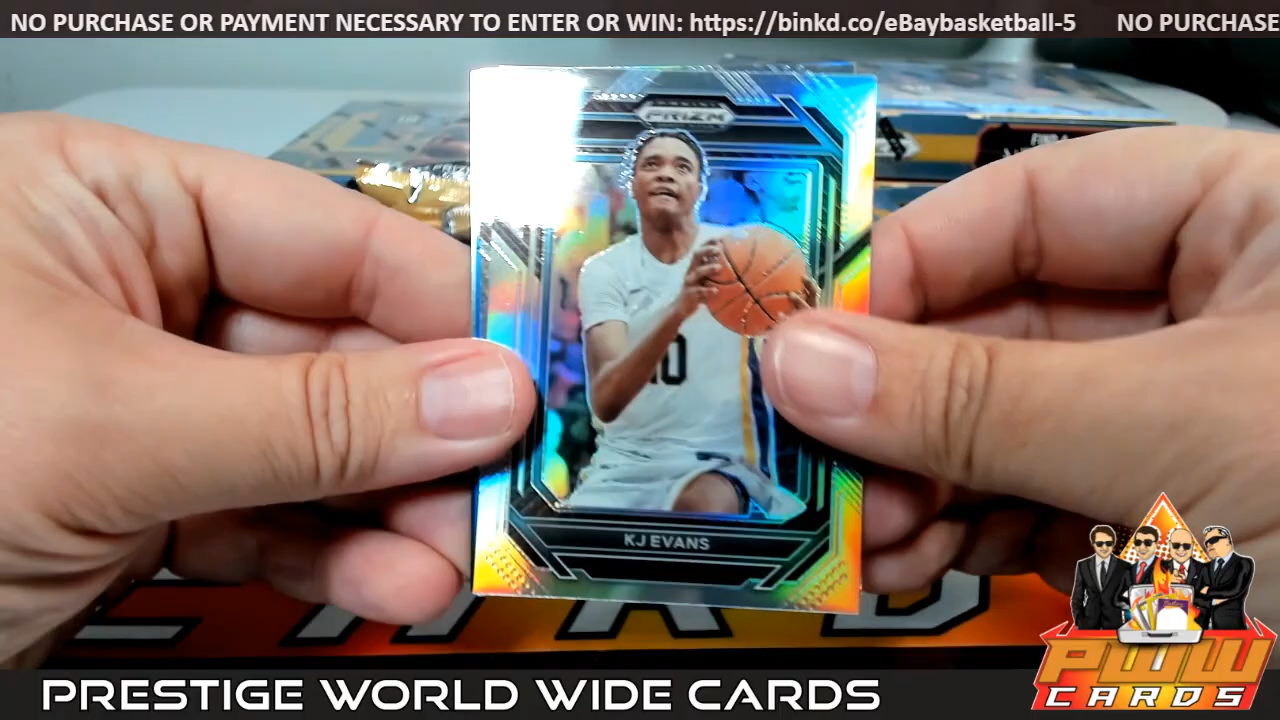 NO PURCHASE OR PAYMENT NECESSARY TO ENTER OR WIN: https://binkd.co/eBaybasketball-5 NO PURCHASE
PRIZM
10
KJ EVANS
PRESTIGE WORLD WIDE CARDS
PWW
CARDS